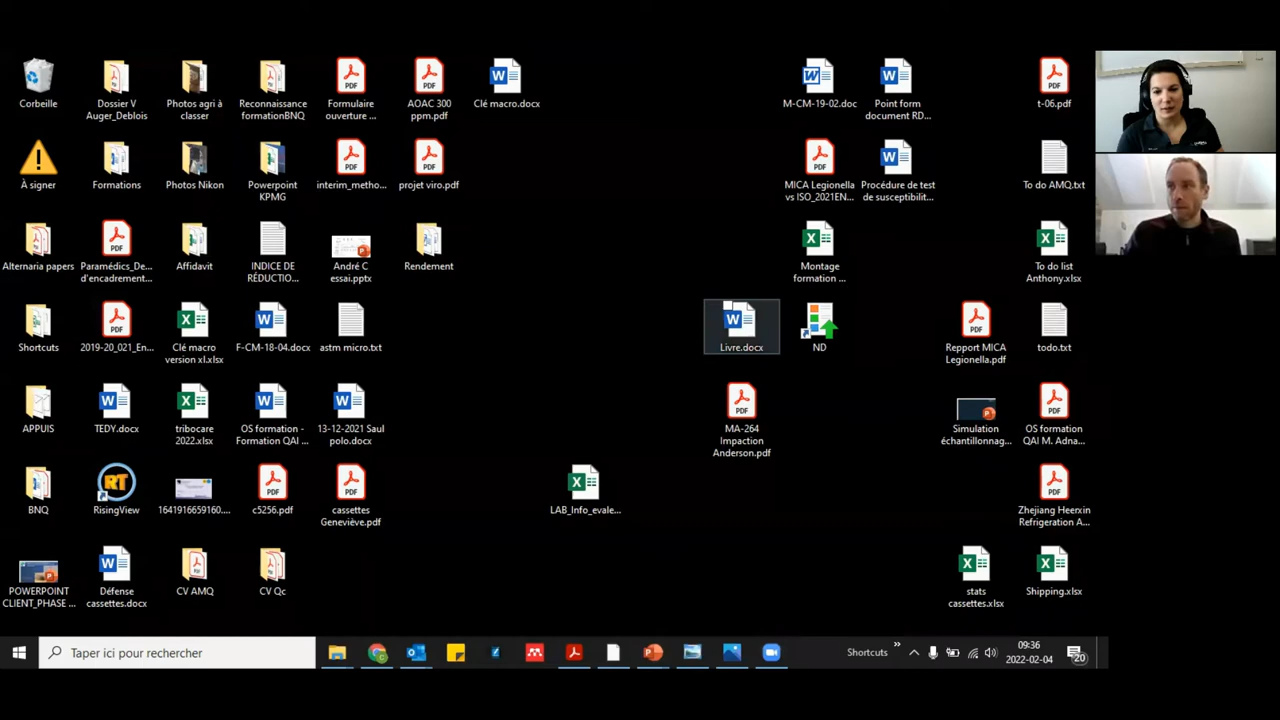 Corbeille
Dossier V
Auger_Deblois
Photos agri à
classer
Reconnaissance
formationBNQ
Formulaire
ouverture ...
AOAC 300
ppm.pdf
Clé macro.docx
M-CM-19-02.doc
Point form
document RD...
t-06.pdf
À signer
Formations
Photos Nikon
Powerpoint
KPMG
interim_metho...
projet viro.pdf
MICA Legionella
vs ISO_2021EN...
Procédure de test
de susceptibilit...
To do AMQ.txt
Alternaria papers
Paramédics_De...
d'encadrement...
Affidavit
INDICE DE
RÉDUCTIO...
André C
essai.pptx
Rendement
Montage
formation ...
To do list
Anthony.xlsx
Shortcuts
2019-20_021_En...
Clé macro
version xl.xlsx
F-CM-18-04.docx
astm micro.txt
Livre.docx
ND
Repport MICA
Legionella.pdf
todo.txt
APPUIS
TEDY.docx
tribocare
2022.xlsx
OS formation -
Formation QAI ...
13-12-2021 Saul
polo.docx
MA-264
Impaction
Anderson.pdf
Simulation
échantillonnag...
OS formation
QAI M. Adna...
BNQ
RT
RisingView
1641916659160....
c5256.pdf
cassettes
Geneviève.pdf
LAB_Info_evale...
Zhejiang Heerxin
Refrigeration A...
POWERPOINT
CLIENT_PHASE ...
Défense
cassettes.docx
CV AMQ
CV Qc
stats
cassettes.xlsx
Shipping.xlsx
Taper ici pour rechercher
Shortcuts
09:36
2022-02-04
20